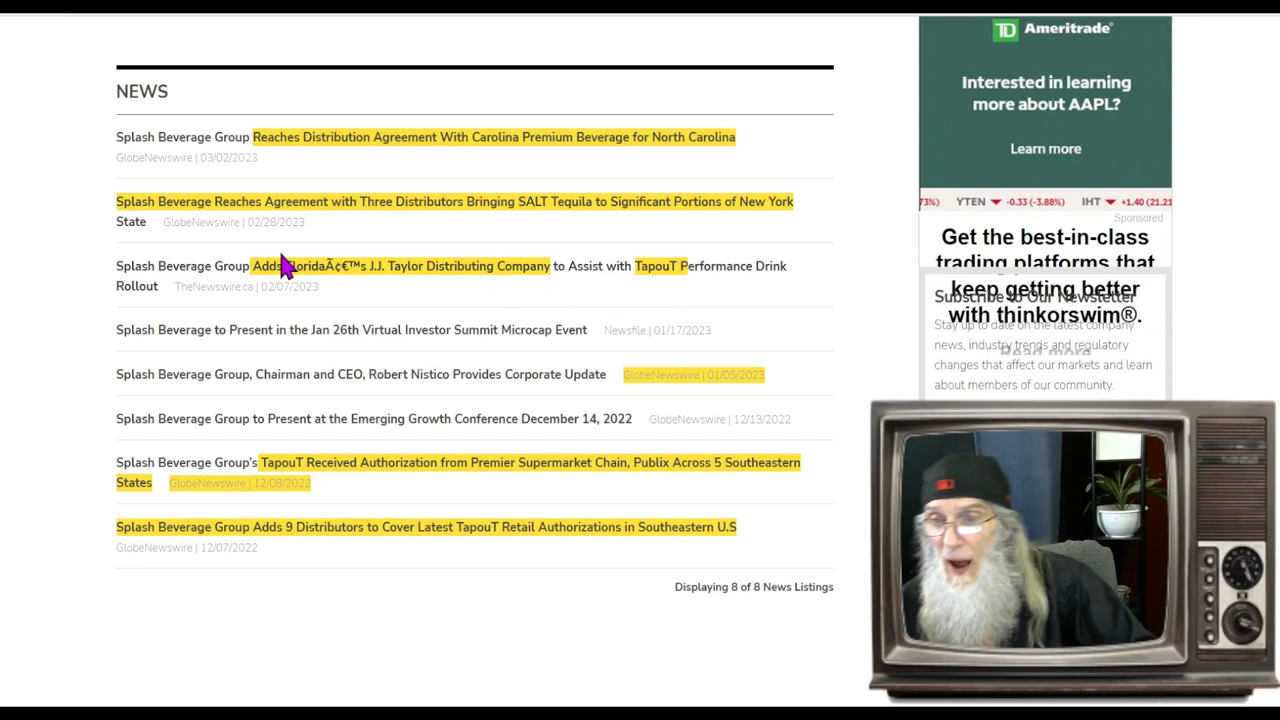 NEWS
Splash Beverage Group Reaches Distribution Agreement With Carolina Premium Beverage for North Carolina
GlobeNewswire | 03/02/2023
Splash Beverage Reaches Agreement with Three Distributors Bringing SALT Tequila to Significant Portions of New York
State GlobeNewswire | 02/28/2023
Splash Beverage Group Adds FloridaÃ¢€™s J.J. Taylor Distributing Company to Assist with TapouT Performance Drink
Rollout TheNewswire.ca | 02/07/2023
Splash Beverage to Present in the Jan 26th Virtual Investor Summit Microcap Event Newsfile | 01/17/2023
Splash Beverage Group, Chairman and CEO, Robert Nistico Provides Corporate Update GlobeNewswire | 01/05/2023
Splash Beverage Group to Present at the Emerging Growth Conference December 14, 2022 GlobeNewswire | 12/13/2022
Splash Beverage Group's TapouT Received Authorization from Premier Supermarket Chain, Publix Across 5 Southeastern
States GlobeNewswire | 12/08/2022
Splash Beverage Group Adds 9 Distributors to Cover Latest TapouT Retail Authorizations in Southeastern U.S
GlobeNewswire | 12/07/2022
Displaying 8 of 8 News Listings
TD Ameritrade
Interested in learning
more about AAPL?
Learn more
73%) YTEN -0.33 (-3.88%) IHT +1.40 (21.21
Sponsored
Get the best-in-class
trading platforms that
keep getting better
with thinkorswim®.
Read more
Subscribe to Our Newsletter
Stay up to date on the latest company
news, industry trends and regulatory
changes that affect our markets and learn
about members of our community.